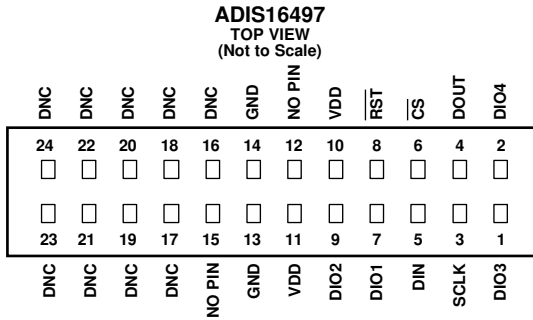 ADIS16497
TOP VIEW
(Not to Scale)
DNC DNC DNC DNC DNC GND NO PIN VDD RST CS DOUT DIO4
24 22 20 18 16 14 12 10 8 6 4 2
23 21 19 17 15 13 11 9 7 5 3 1
DNC DNC DNC DNC NO PIN GND VDD DIO2 DIO1 DIN SCLK DIO3